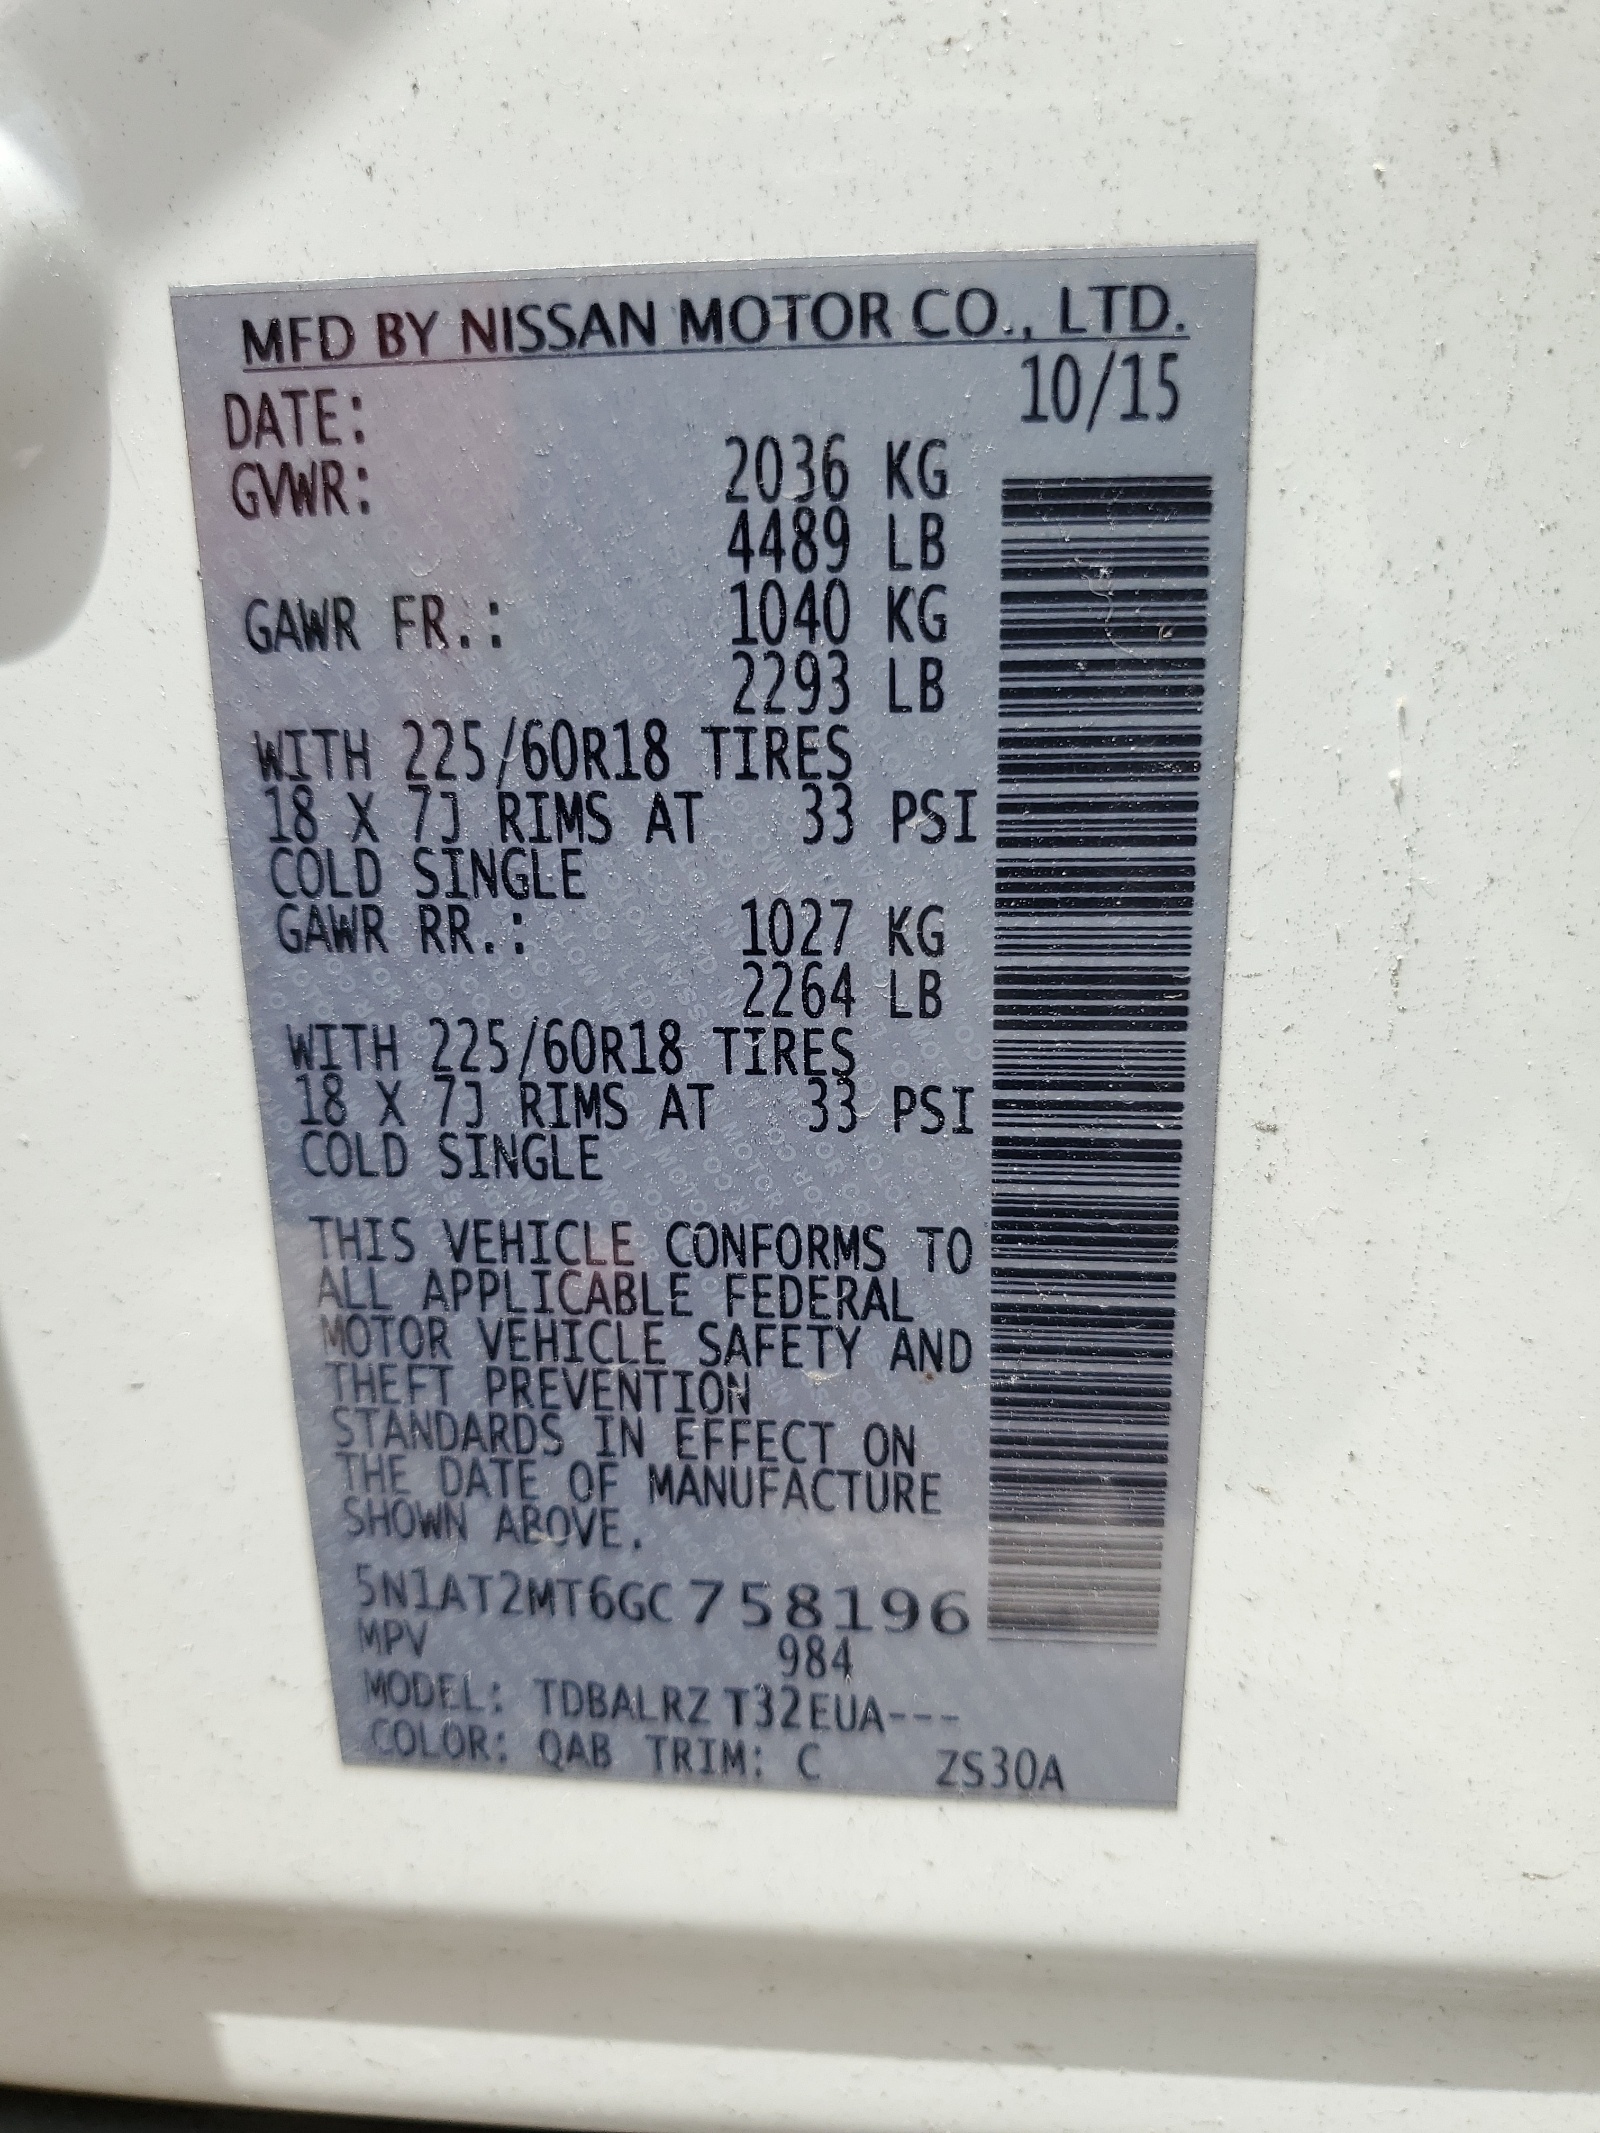 MFD BY NISSAN MOTOR CO., LTD.
DATE: 10/15
GVWR: 2036 KG
4489 LB
GAWR FR.: 1040 KG
2293 LB
WITH 225/60R18 TIRES
18 X 7J RIMS AT 33 PSI
COLD SINGLE
GAWR RR.: 1027 KG
2264 LB
WITH 225/60R18 TIRES
18 X 7J RIMS AT 33 PSI
COLD SINGLE
THIS VEHICLE CONFORMS TO
ALL APPLICABLE FEDERAL
MOTOR VEHICLE SAFETY AND
THEFT PREVENTION
STANDARDS IN EFFECT ON
THE DATE OF MANUFACTURE
SHOWN ABOVE.
5N1AT2MT6GC758196
MPV 984
MODEL: TDBALRZ T32EUA---
COLOR: QAB TRIM: C ZS30A